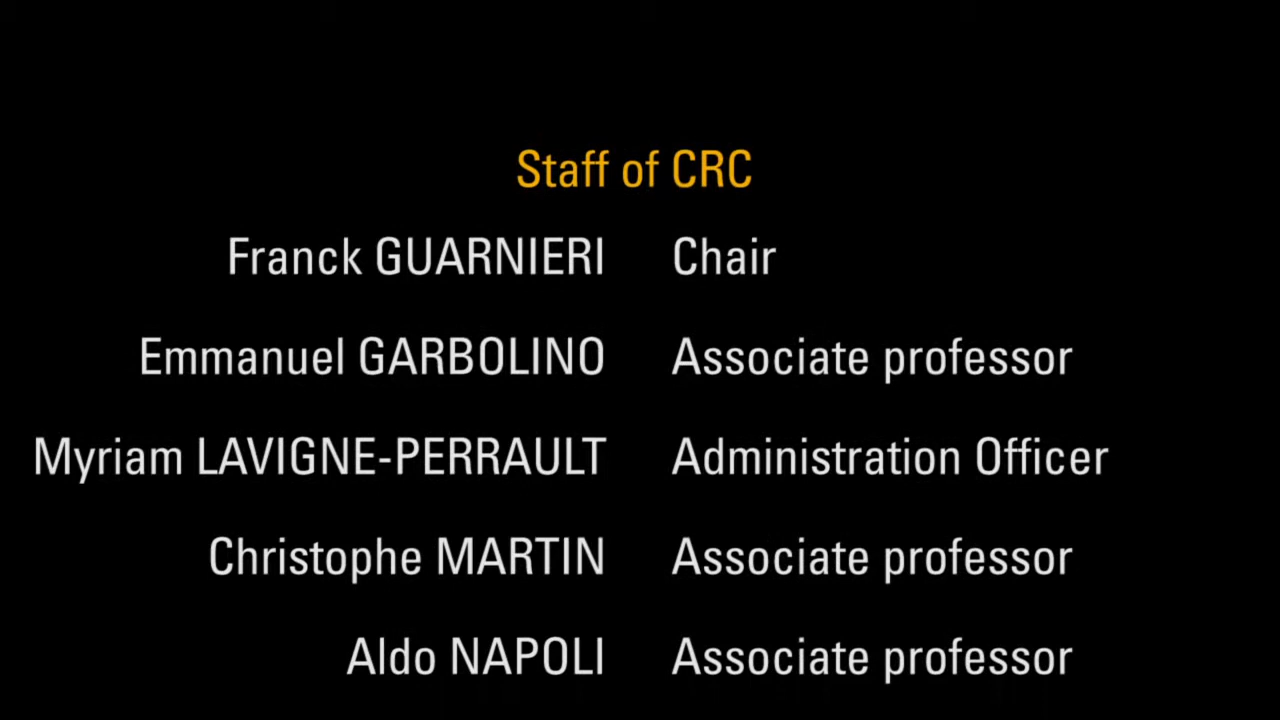 Staff of CRC
Franck GUARNIERI Chair
Emmanuel GARBOLINO Associate professor
Myriam LAVIGNE-PERRAULT Administration Officer
Christophe MARTIN Associate professor
Aldo NAPOLI Associate professor